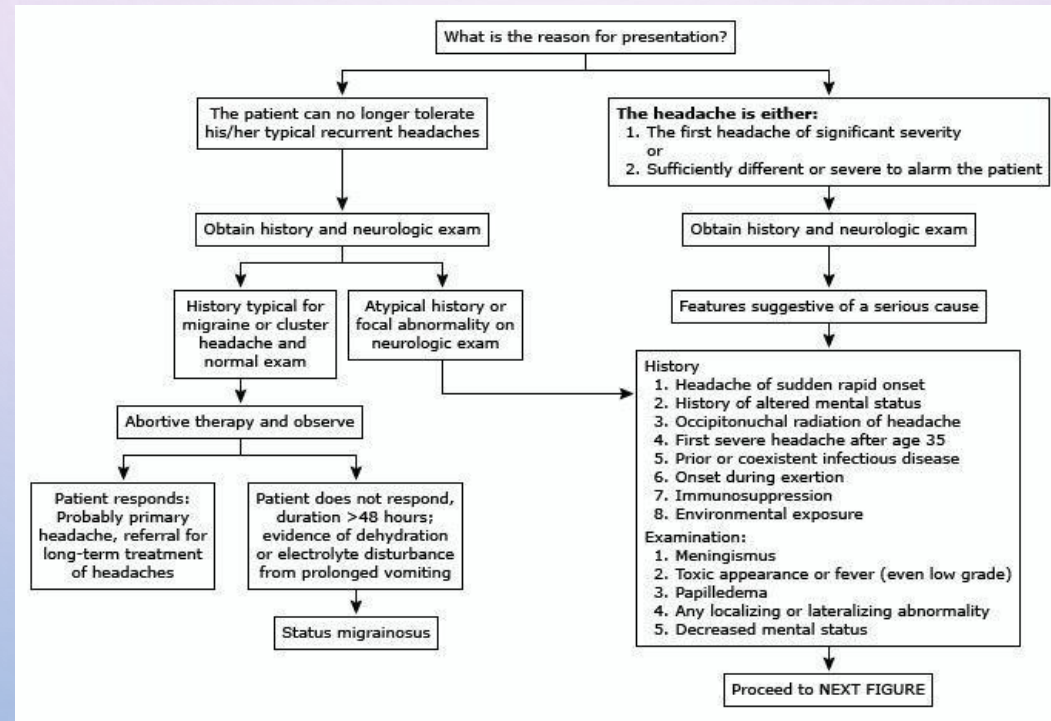 What is the reason for presentation?
The patient can no longer tolerate
his/her typical recurrent headaches
The headache is either:
1. The first headache of significant severity
or
2. Sufficiently different or severe to alarm the patient
Obtain history and neurologic exam
Obtain history and neurologic exam
History typical for
migraine or cluster
headache and
normal exam
Atypical history or
focal abnormality on
neurologic exam
Features suggestive of a serious cause
Abortive therapy and observe
Patient responds:
Probably primary
headache, referral for
long-term treatment
of headaches
Patient does not respond,
duration >48 hours;
evidence of dehydration
or electrolyte disturbance
from prolonged vomiting
Status migrainosus
History
1. Headache of sudden rapid onset
2. History of altered mental status
3. Occipitonuchal radiation of headache
4. First severe headache after age 35
5. Prior or coexistent infectious disease
6. Onset during exertion
7. Immunosuppression
8. Environmental exposure
Examination:
1. Meningismus
2. Toxic appearance or fever (even low grade)
3. Papilledema
4. Any localizing or lateralizing abnormality
5. Decreased mental status
Proceed to NEXT FIGURE